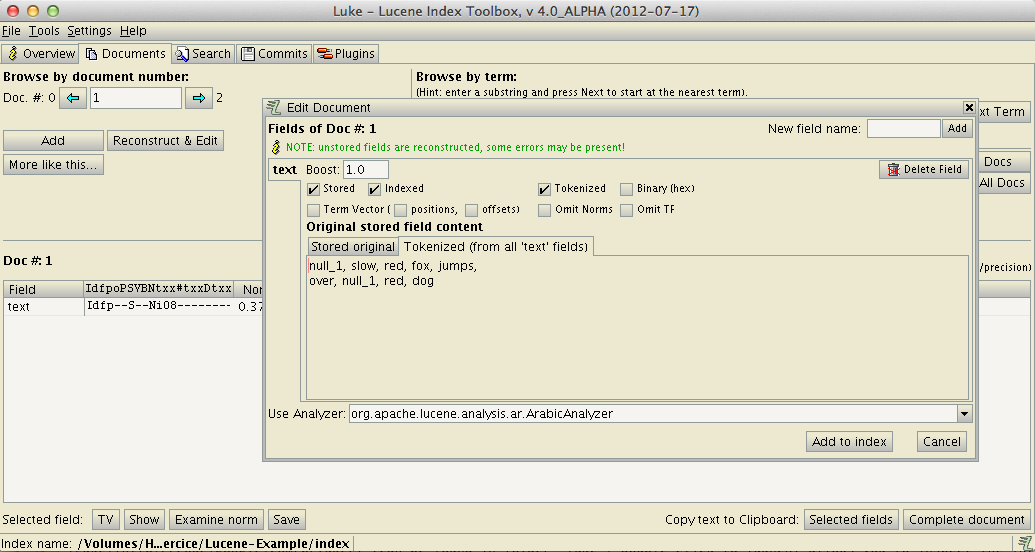 Luke - Lucene Index Toolbox, v 4.0_ALPHA (2012-07-17)
File Tools Settings Help
Overview Documents Search Commits Plugins
Browse by document number:
Browse by term:
Doc. #: 0 1 2
(Hint: enter a substring and press Next to start at the nearest term).
Edit Document
xt Term
Fields of Doc #: 1
New field name: Add
Add Reconstruct & Edit
NOTE: unstored fields are reconstructed, some errors may be present!
More like this...
text Boost: 1.0 Delete Field
Docs
Stored Indexed Tokenized Binary (hex)
All Docs
Term Vector ( positions, offsets) Omit Norms Omit TF
Original stored field content
Stored original Tokenized (from all 'text' fields)
Doc #: 1
null_1, slow, red, fox, jumps,
/precision)
over, null_1, red, dog
Field IdfpoPSVBNtxx#txxDtxx Nor
text Idfp--S--Ni08-------- 0.37
Use Analyzer: org.apache.lucene.analysis.ar.ArabicAnalyzer
Add to index Cancel
Selected field: TV Show Examine norm Save Copy text to Clipboard: Selected fields Complete document
Index name: /Volumes/H...ercice/Lucene-Example/index